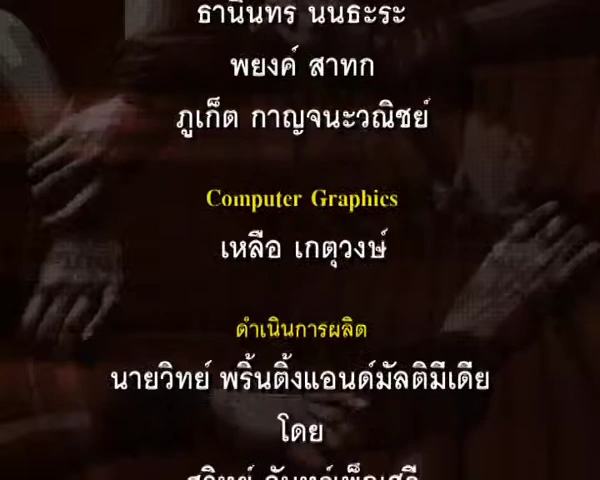 ธานินทร์ นนธะระ
พยงค์ สาทก
ภูเก็ต กาญจนะวณิชย์
Computer Graphics
เหลือ เกตุวงษ์
ดำเนินการผลิต
นายวิทย์ พริ้นติ้งแอนด์มัลติมีเดีย
โดย